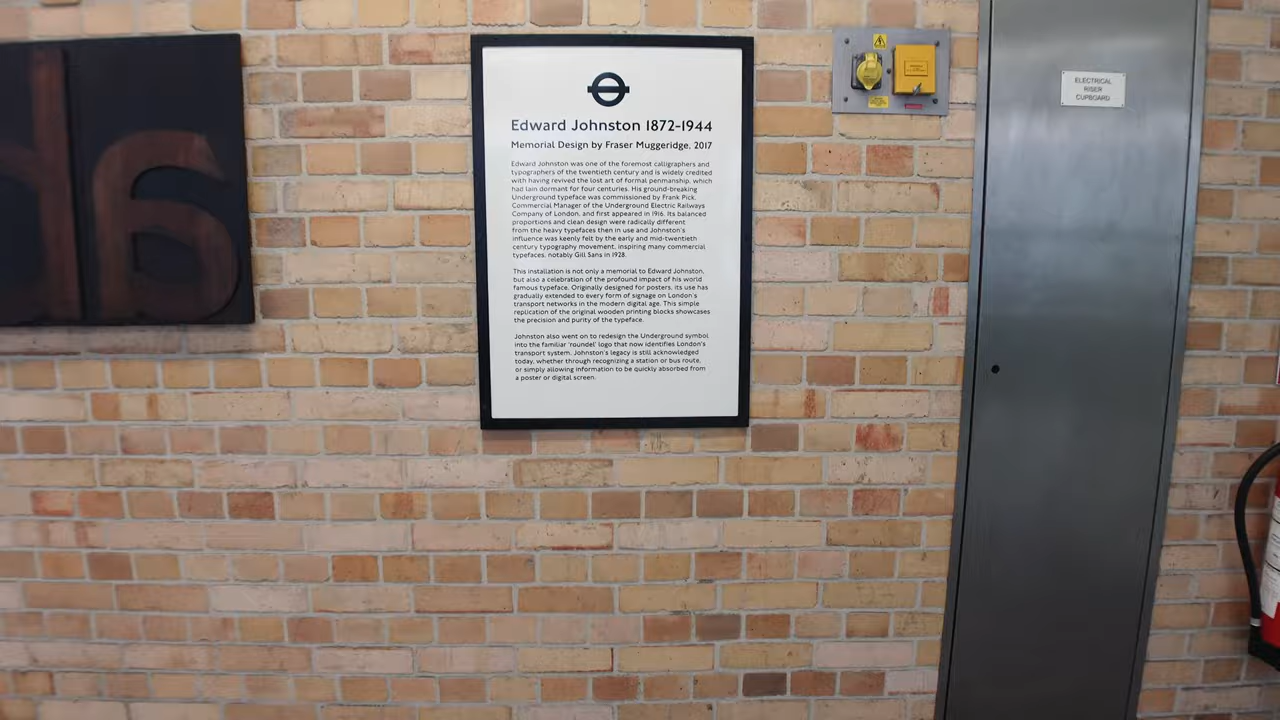 Edward Johnston 1872-1944
Memorial Design by Fraser Muggeridge, 2017
Edward Johnston was one of the foremost calligraphers and
typographers of the twentieth century and is widely credited
with having revived the lost art of formal penmanship, which
had lain dormant for four centuries. His ground-breaking
Underground typeface was commissioned by Frank Pick,
Commercial Manager of the Underground Electric Railways
Company of London, and first appeared in 1916. Its balanced
proportions and clean design were radically different
from the heavy typefaces then in use and Johnston's
influence was keenly felt by the early and mid-twentieth
century typography movement, inspiring many commercial
typefaces, notably Gill Sans in 1928.
This installation is not only a memorial to Edward Johnston,
but also a celebration of the profound impact of his world
famous typeface. Originally designed for posters, its use has
gradually extended to every form of signage on London's
transport networks in the modern digital age. This simple
replication of the original wooden printing blocks showcases
the precision and purity of the typeface.
Johnston also went on to redesign the Underground symbol
into the familiar 'roundel' logo that now identifies London's
transport system. Johnston's legacy is still acknowledged
today, whether through recognizing a station or bus route,
or simply allowing information to be quickly absorbed from
a poster or digital screen.
ELECTRICAL
RISER
CUPBOARD